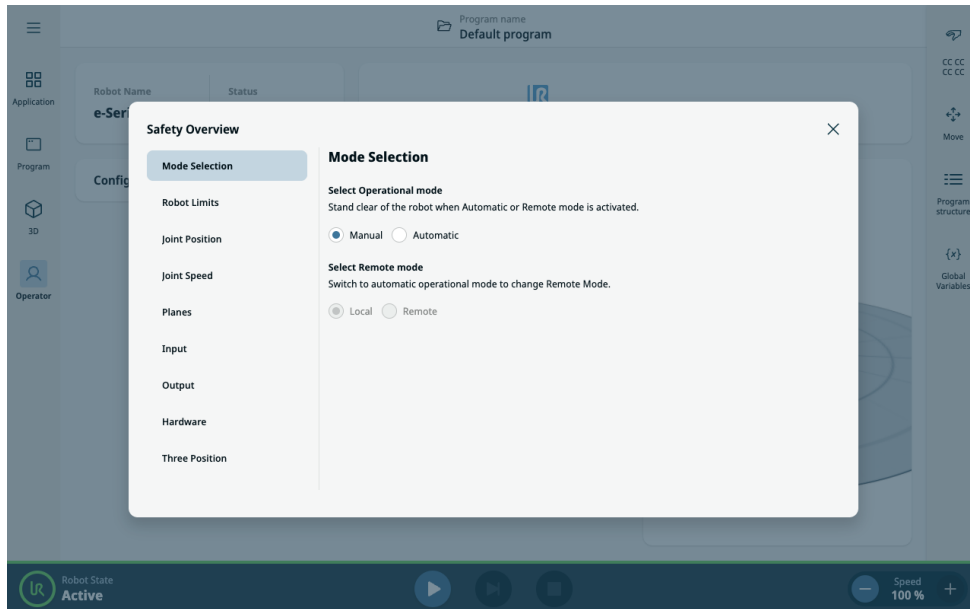 Program name
Default program
Application
Program
3D
Operator
Robot Name
Status
e-Seri
Config
Safety Overview
Mode Selection
Robot Limits
Joint Position
Joint Speed
Planes
Input
Output
Hardware
Three Position
Mode Selection
Select Operational mode
Stand clear of the robot when Automatic or Remote mode is activated.
Manual
Automatic
Select Remote mode
Switch to automatic operational mode to change Remote Mode.
Local
Remote
CC CC
CC CC
Move
Program
structure
{x}
Global
Variables
Robot State
Active
Speed
100 %